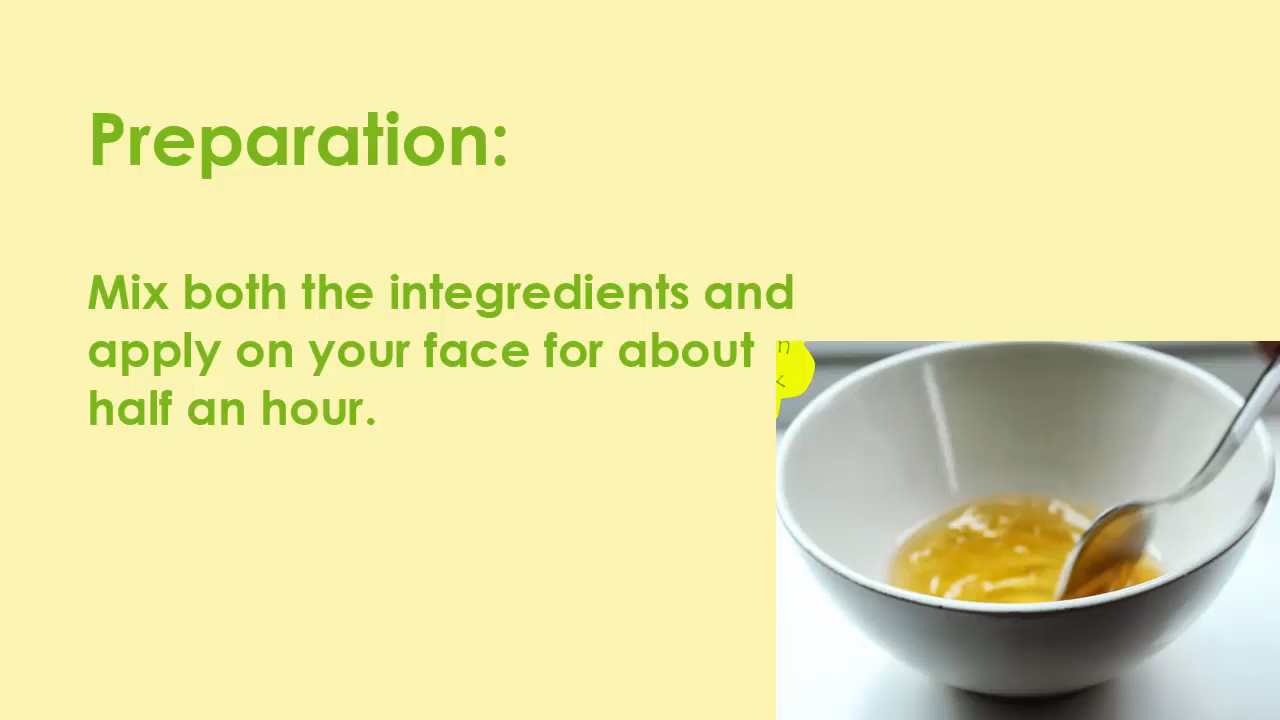 Preparation:
Mix both the integredients and
apply on your face for about
half an hour.